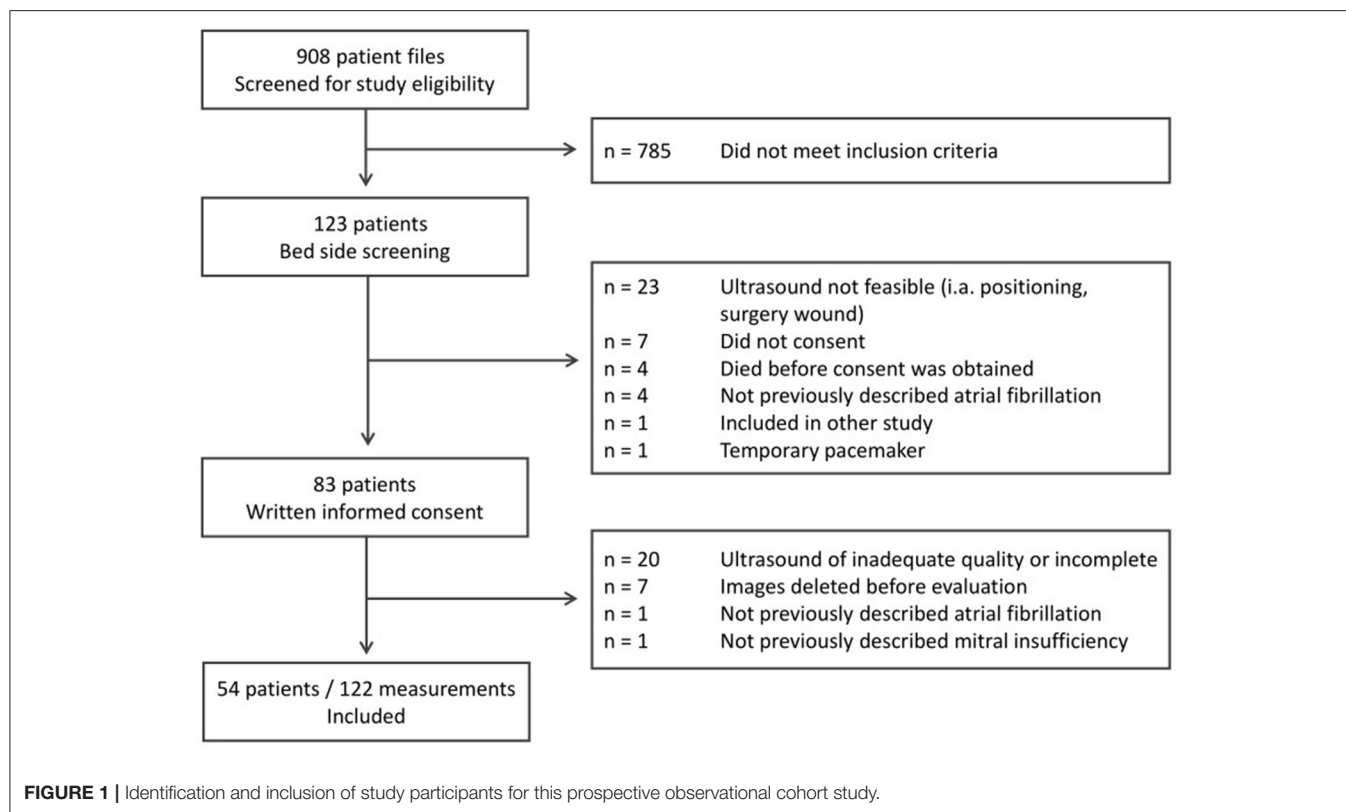 908 patient files
Screened for study eligibility
n = 785 Did not meet inclusion criteria
123 patients
Bed side screening
n = 23 Ultrasound not feasible (i.a. positioning,
surgery wound)
n = 7 Did not consent
n = 4 Died before consent was obtained
n = 4 Not previously described atrial fibrillation
n = 1 Included in other study
n = 1 Temporary pacemaker
83 patients
Written informed consent
n = 20 Ultrasound of inadequate quality or incomplete
n = 7 Images deleted before evaluation
n = 1 Not previously described atrial fibrillation
n = 1 Not previously described mitral insufficiency
54 patients / 122 measurements
Included
FIGURE 1 | Identification and inclusion of study participants for this prospective observational cohort study.